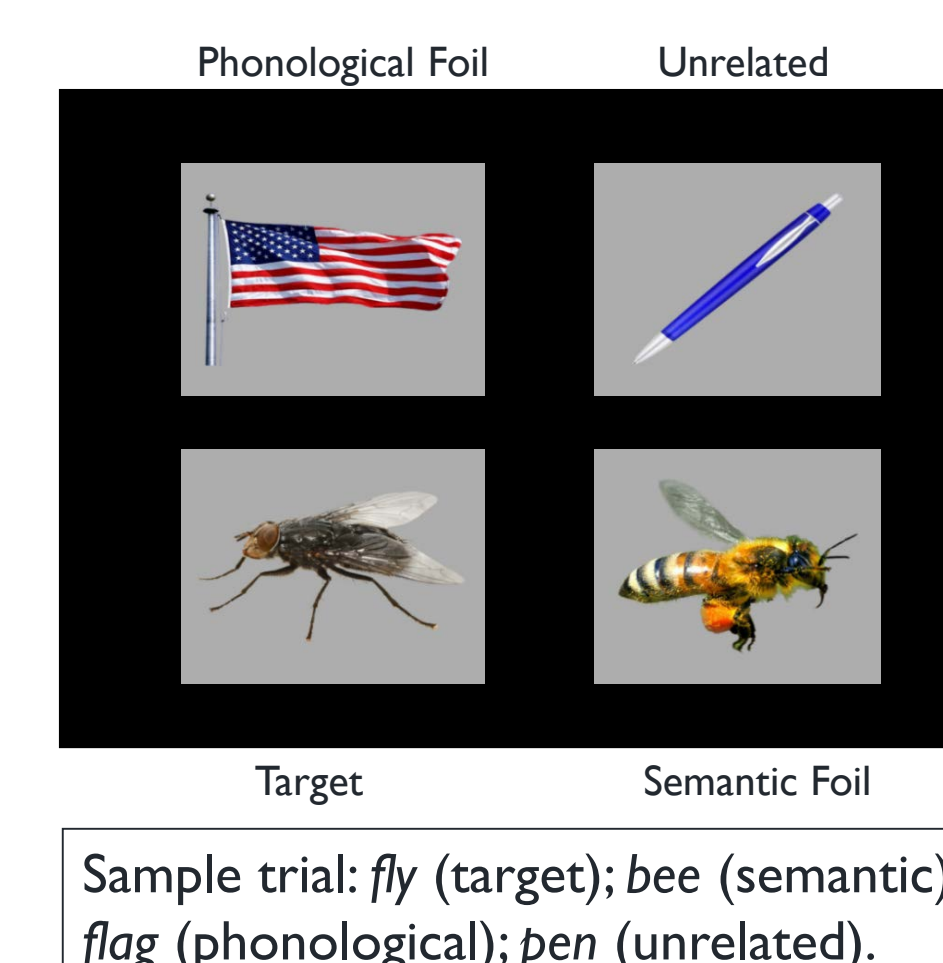 Phonological Foil Unrelated
Target Semantic Foil
Sample trial: fly (target); bee (semantic)
flag (phonological); pen (unrelated).